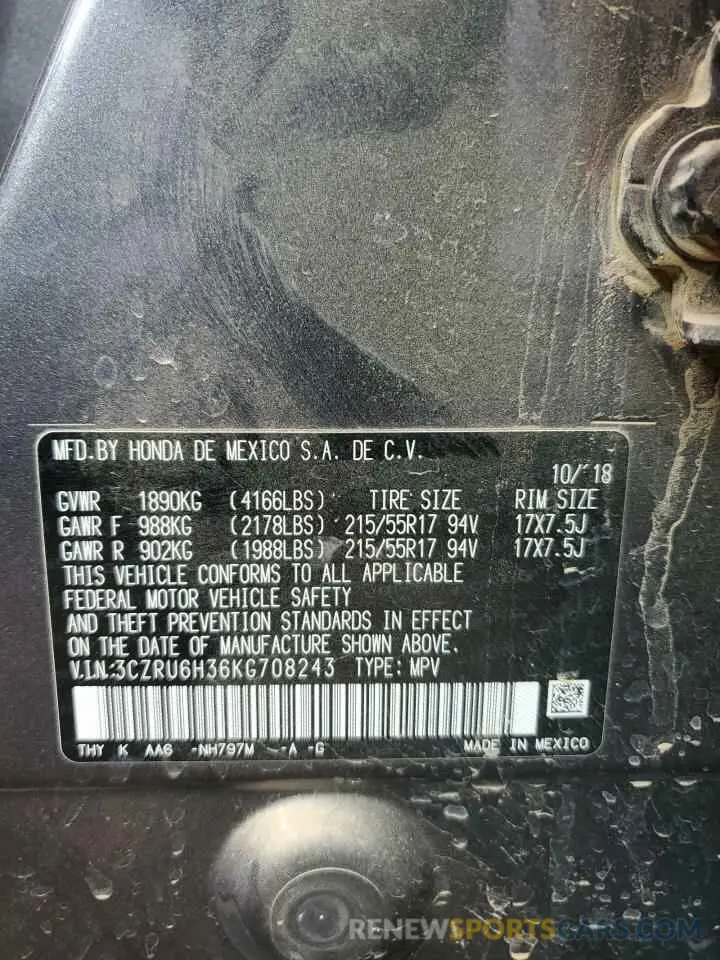 MFD.BY HONDA DE MEXICO S.A. DE C.V.
10/'18
GVWR 1890KG (4166LBS) TIRE SIZE RIM SIZE
GAWR F 988KG (2178LBS) 215/55R17 94V 17X7.5J
GAWR R 902KG (1988LBS) 215/55R17 94V 17X7.5J
THIS VEHICLE CONFORMS TO ALL APPLICABLE
FEDERAL MOTOR VEHICLE SAFETY
AND THEFT PREVENTION STANDARDS IN EFFECT
ON THE DATE OF MANUFACTURE SHOWN ABOVE.
V.I.N:3CZRU6H36KG708243 TYPE:MPV
THY K AA6 -NH797M -A -G MADE IN MEXICO
RENEWSPORTSCARS.COM